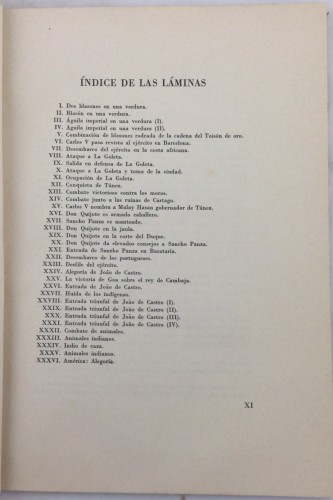 ÍNDICE DE LAS LÁMINAS
I. Dos blasones en una verdura.
II. Blasón en una verdura.
III. Águila imperial en una verdura (I).
IV. Águila imperial en una verdura (II).
V. Combinación de blasones rodeada de la cadena del Toisón de oro.
VI. Carlos V pasa revista al ejército en Barcelona.
VII. Desembarco del ejército en la costa africana.
VIII. Ataque a La Goleta.
IX. Salida en defensa de La Goleta.
X. Ataque a La Goleta y toma de la ciudad.
XI. Ocupación de La Goleta.
XII. Conquista de Túnez.
XIII. Combate victorioso contra los moros.
XIV. Combate junto a las ruinas de Cartago.
XV. Carlos V nombra a Muley Hasan gobernador de Túnez.
XVI. Don Quijote es armado caballero.
XVII. Sancho Panza es manteado.
XVIII. Don Quijote en la jaula.
XIX. Don Quijote en la corte del Duque.
XX. Don Quijote da elevados consejos a Sancho Panza.
XXI. Entrada de Sancho Panza en Barataria.
XXII. Desembarco de los portugueses.
XXIII. Desfile del ejército.
XXIV. Alegoría de João de Castro.
XXV. La victoria de Goa sobre el rey de Cambaja.
XXVI. Entrada de João de Castro.
XXVII. Huida de los indígenas.
XXVIII. Entrada triunfal de João de Castro (I).
XXIX. Entrada triunfal de João de Castro (II).
XXX. Entrada triunfal de João de Castro (III).
XXXI. Entrada triunfal de João de Castro (IV).
XXXII. Combate de animales.
XXXIII. Animales indianos.
XXXIV. Indio de caza.
XXXV. Animales indianos.
XXXVI. América: Alegoría.
XI